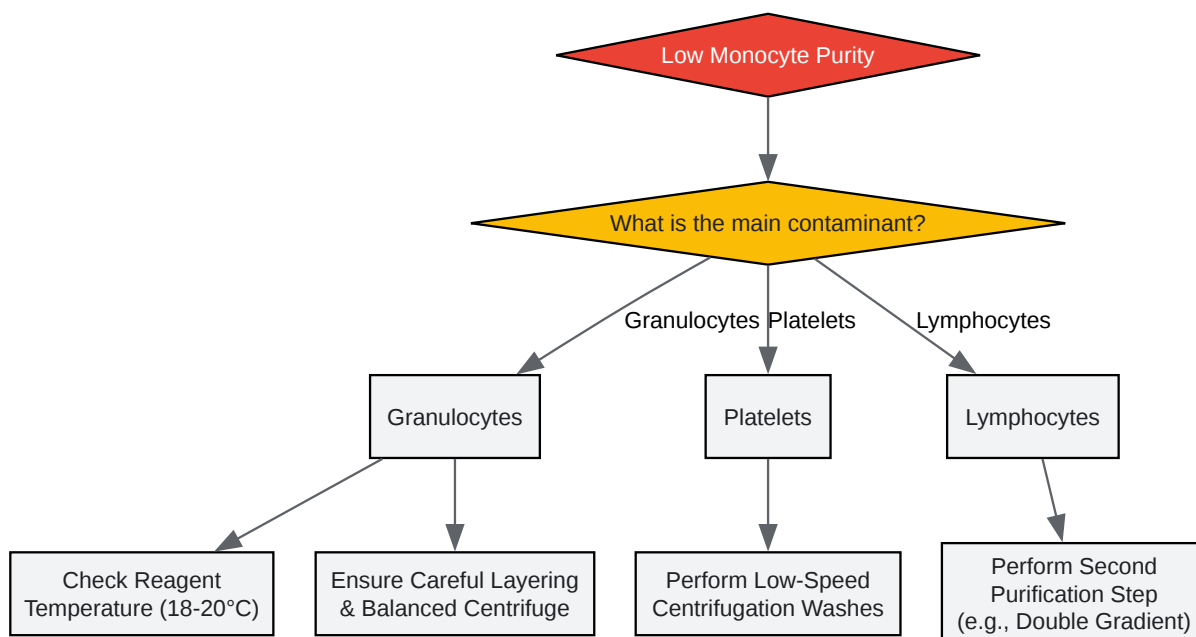 Low Monocyte Purity
What is the main contaminant?
Granulocytes
Platelets
Lymphocytes
Granulocytes
Platelets
Lymphocytes
Check Reagent
Temperature (18-20°C)
Ensure Careful Layering
& Balanced Centrifuge
Perform Low-Speed
Centrifugation Washes
Perform Second
Purification Step
(e.g., Double Gradient)